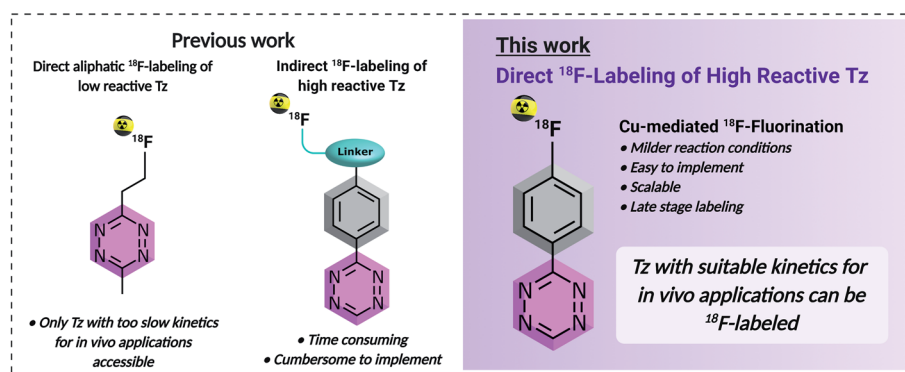 Previous work
Direct aliphatic ¹⁸F-labeling of
low reactive Tz
¹⁸F
N
N
N
N
• Only Tz with too slow kinetics
for in vivo applications
accessible
Indirect ¹⁸F-labeling of
high reactive Tz
¹⁸F
Linker
N
N
N
N
• Time consuming
• Cumbersome to implement
This work
Direct ¹⁸F-Labeling of High Reactive Tz
¹⁸F
N
N
N
N
Cu-mediated ¹⁸F-Fluorination
• Milder reaction conditions
• Easy to implement
• Scalable
• Late stage labeling
Tz with suitable kinetics for
in vivo applications can be
¹⁸F-labeled